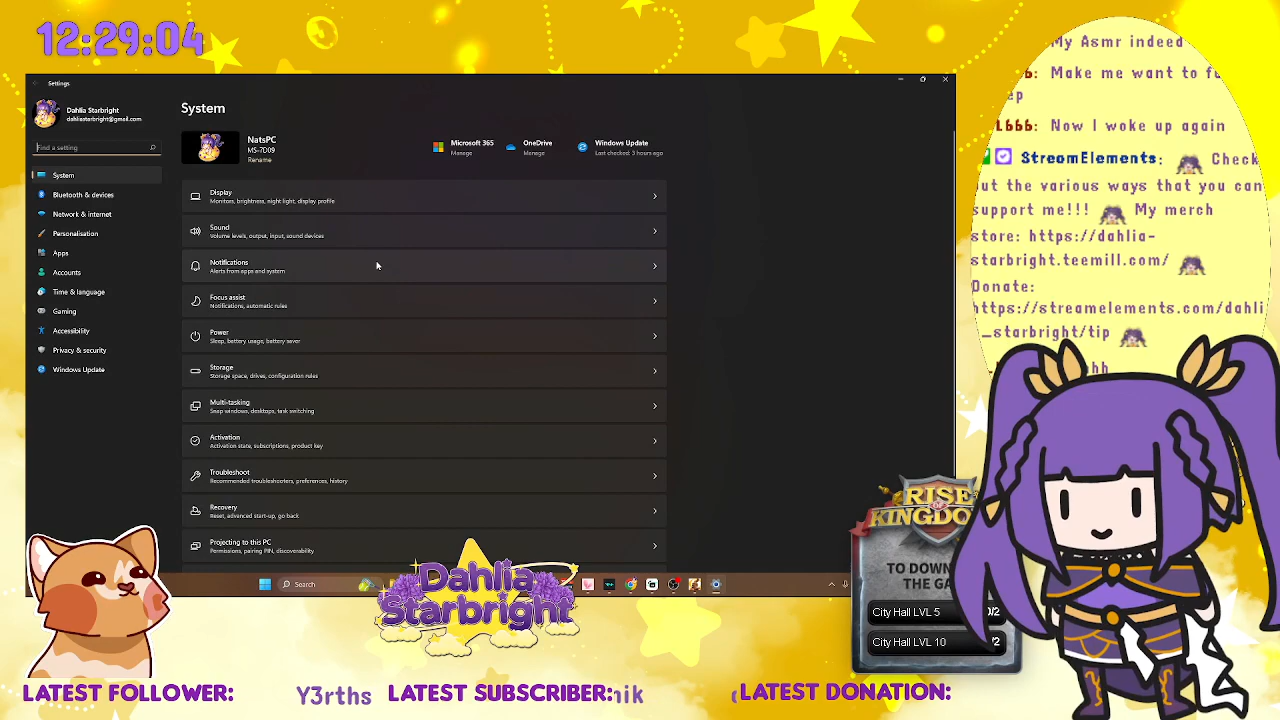 12:29:04
Settings
Dahlia Starbright
dahliastarbright@gmail.com
Find a setting
System
Bluetooth & devices
Network & internet
Personalisation
Apps
Accounts
Time & language
Gaming
Accessibility
Privacy & security
Windows Update
System
NatsPC
MS-7D09
Rename
Microsoft 365
Manage
OneDrive
Manage
Windows Update
Last checked: 3 hours ago
Display
Monitors, brightness, night light, display profile
Sound
Volume levels, output, input, sound devices
Notifications
Alerts from apps and system
Focus assist
Notifications, automatic rules
Power
Sleep, battery usage, battery saver
Storage
Storage space, drives, configuration rules
Multi-tasking
Snap windows, desktops, task switching
Activation
Activation state, subscriptions, product key
Troubleshoot
Recommended troubleshooters, preferences, history
Recovery
Reset, advanced start-up, go back
Projecting to this PC
Permissions, pairing PIN, discoverability
Search
My Asmr indeed
Make me want to
Now I woke up again
StreamElements: Check
out the various ways that you can
support me!!! My merch
store: https://dahlia-
starbright.teemill.com/
Donate:
https://streamelements.com/dahli
_starbright/tip
Dahlia
Starbright
RISE
OF
KINGDO
TO DOWN
THE GA
City Hall LVL 5 0/2
City Hall LVL 10 /2
LATEST FOLLOWER: Y3rths LATEST SUBSCRIBER: nik LATEST DONATION: